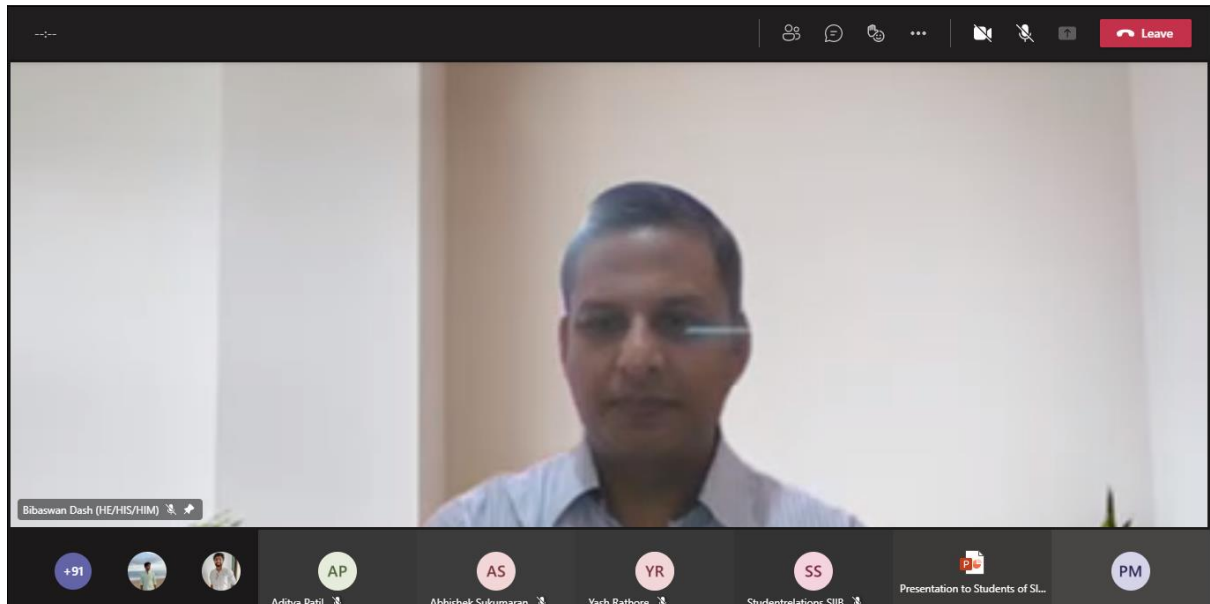 --:--
Leave
Bibaswan Dash (HE/HIS/HIM)
+91
AP
AS
YR
SS
PM
Aditya Patil
Abhishek Sukumaran
Yash Rathore
Studentrelations SIIB
Presentation to Students of SI...